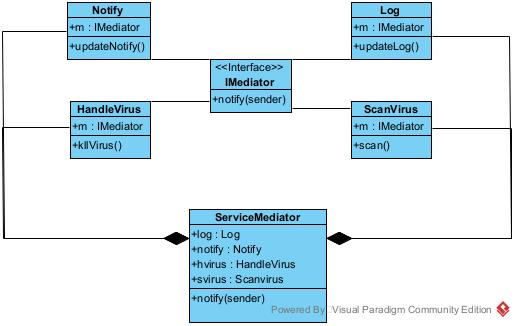 Notify
+m : IMediator
+updateNotify()
Log
+m : IMediator
+updateLog()
<<Interface>>
IMediator
+notify(sender)
HandleVirus
+m : IMediator
+kllVirus()
ScanVirus
+m : IMediator
+scan()
ServiceMediator
+log : Log
+notify : Notify
+hvirus : HandleVirus
+svirus : Scanvirus
+notify(sender)
Powered By Visual Paradigm Community Edition